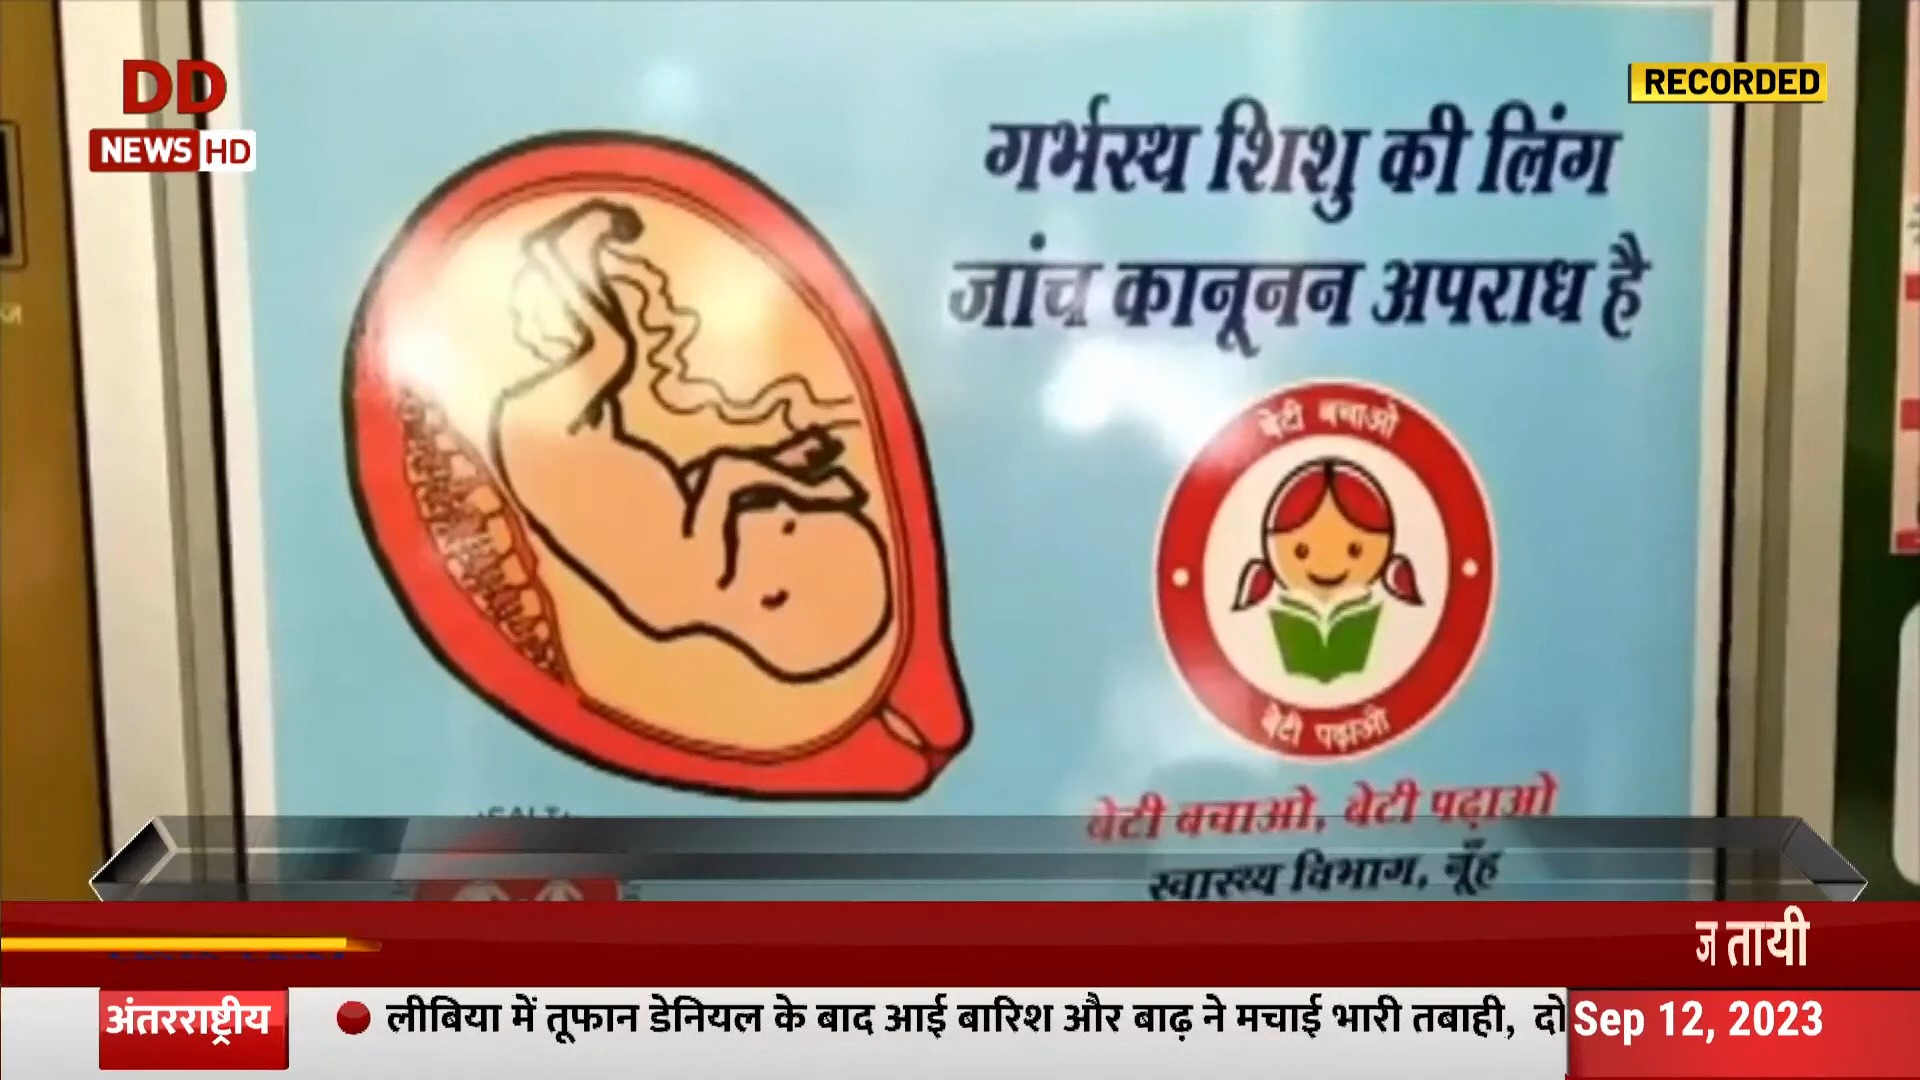 DD
NEWS HD
RECORDED
गर्भस्थ शिशु की लिंग
जांच कानूनन अपराध है
बेटी बचाओ
बेटी पढ़ाओ
बेटी बचाओ, बेटी पढ़ाओ
स्वास्थ्य विभाग, नूँह
तायी
अंतरराष्ट्रीय
लीबिया में तूफान डेनियल के बाद आई बारिश और बाढ़ ने मचाई भारी तबाही, दो
Sep 12, 2023